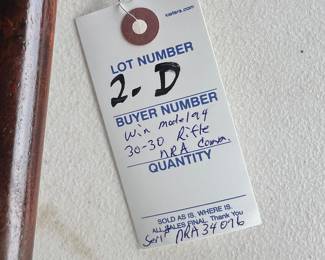 LOT NUMBER
2-D
BUYER NUMBER
Win model 94
30-30 Rifle
NRA Comm.
QUANTITY
SOLD AS IS. WHERE IS.
ALL SALES FINAL. Thank You
Ser# NRA34076